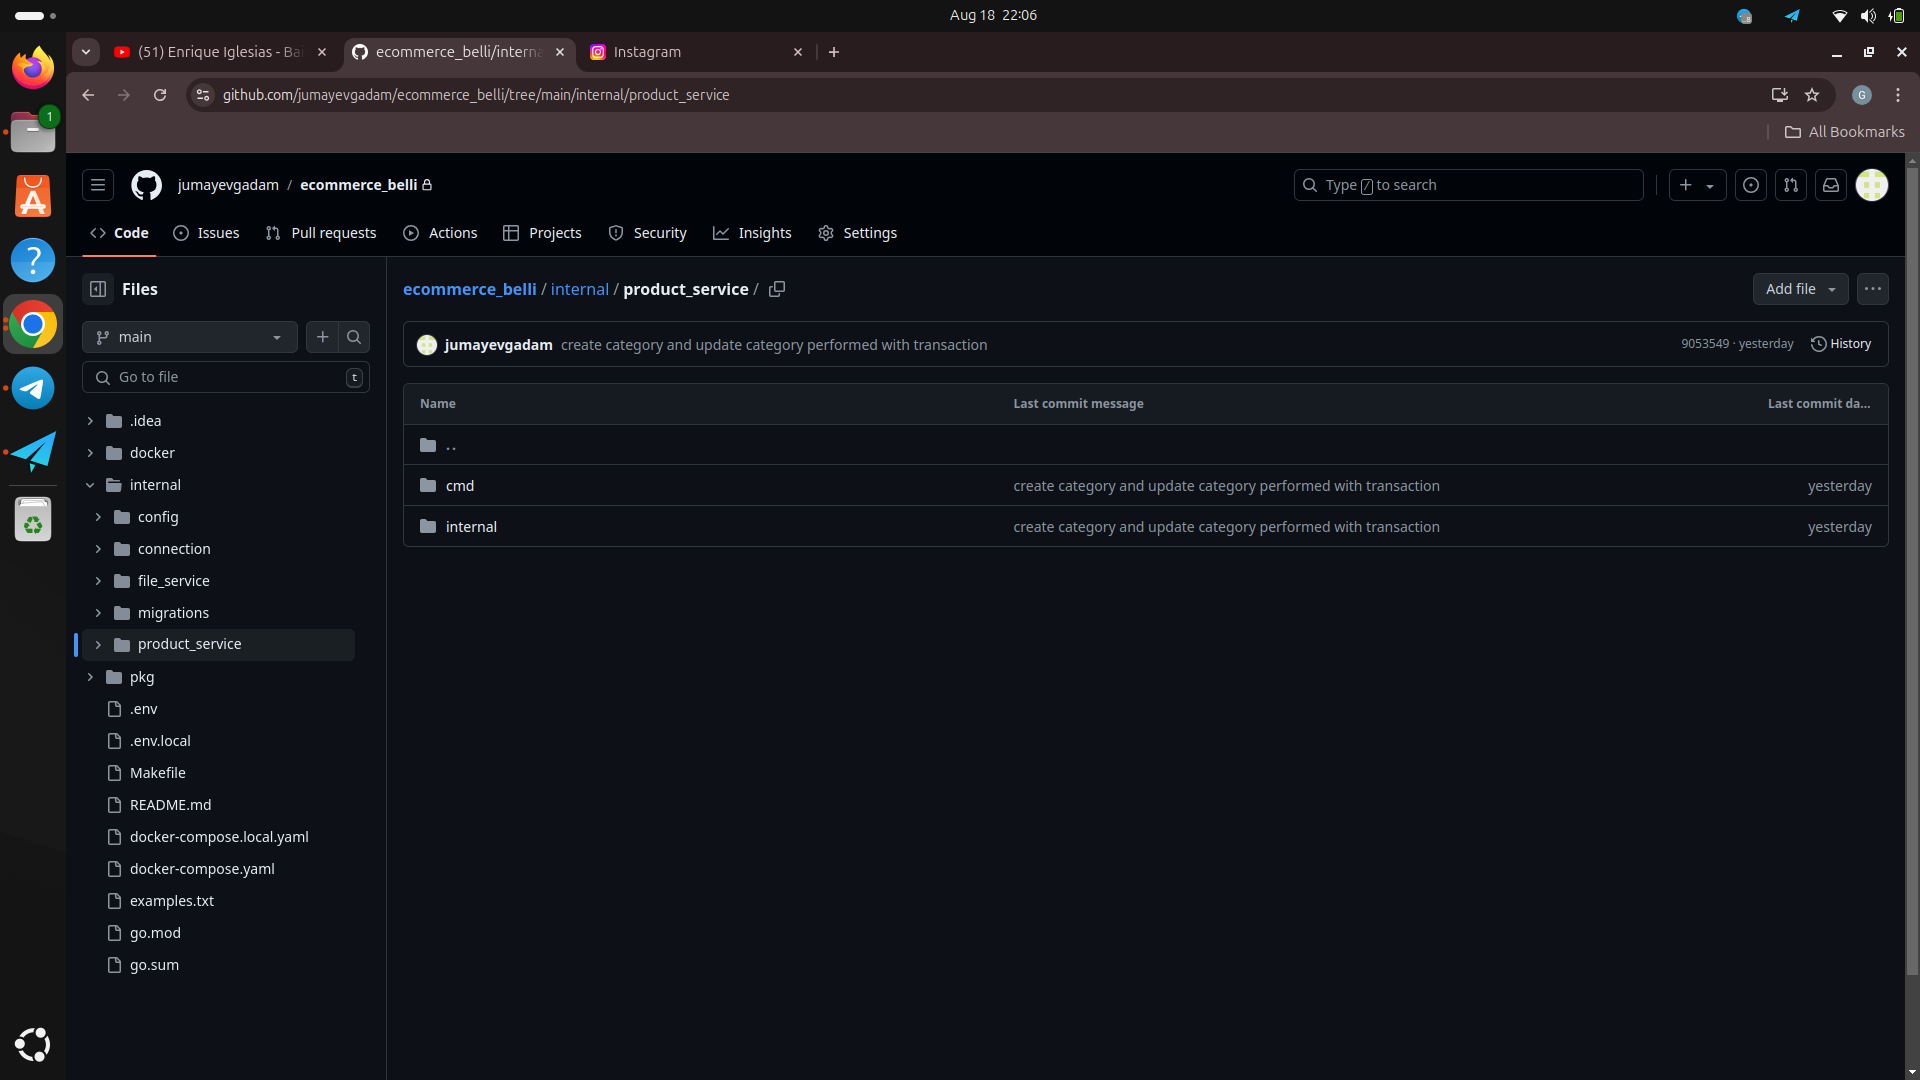 Aug 18 22:06
(51) Enrique Iglesias - Bai
ecommerce_belli/interna
Instagram
github.com/jumayevgadam/ecommerce_belli/tree/main/internal/product_service
G
All Bookmarks
1
jumayevgadam / ecommerce_belli
Type / to search
Code
Issues
Pull requests
Actions
Projects
Security
Insights
Settings
Files
ecommerce_belli / internal / product_service /
Add file
main
jumayevgadam create category and update category performed with transaction
9053549 · yesterday
History
Go to file
t
Name
Last commit message
Last commit da...
..
cmd
create category and update category performed with transaction
yesterday
internal
create category and update category performed with transaction
yesterday
.idea
docker
internal
config
connection
file_service
migrations
product_service
pkg
.env
.env.local
Makefile
README.md
docker-compose.local.yaml
docker-compose.yaml
examples.txt
go.mod
go.sum